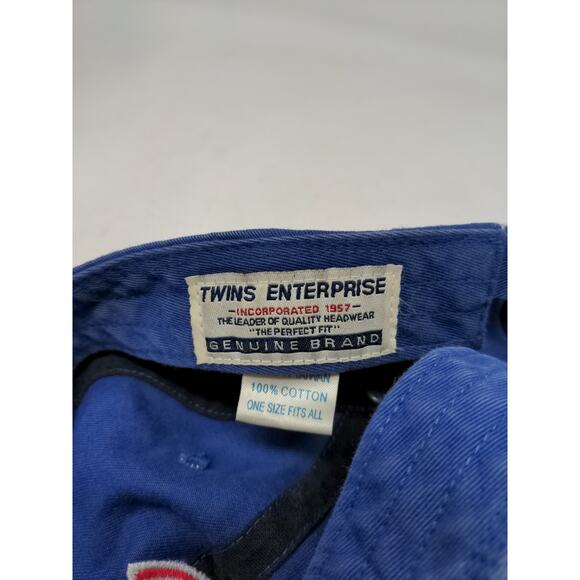 TWINS ENTERPRISE
-INCORPORATED 1957-
THE LEADER OF QUALITY HEADWEAR
"THE PERFECT FIT"
GENUINE BRAND
TAIWAN
100% COTTON
ONE SIZE FITS ALL